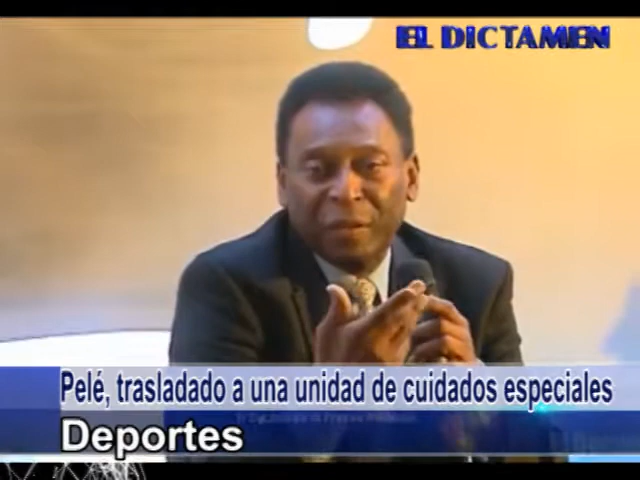 EL DICTAMEN
Pelé, trasladado a una unidad de cuidados especiales
Deportes